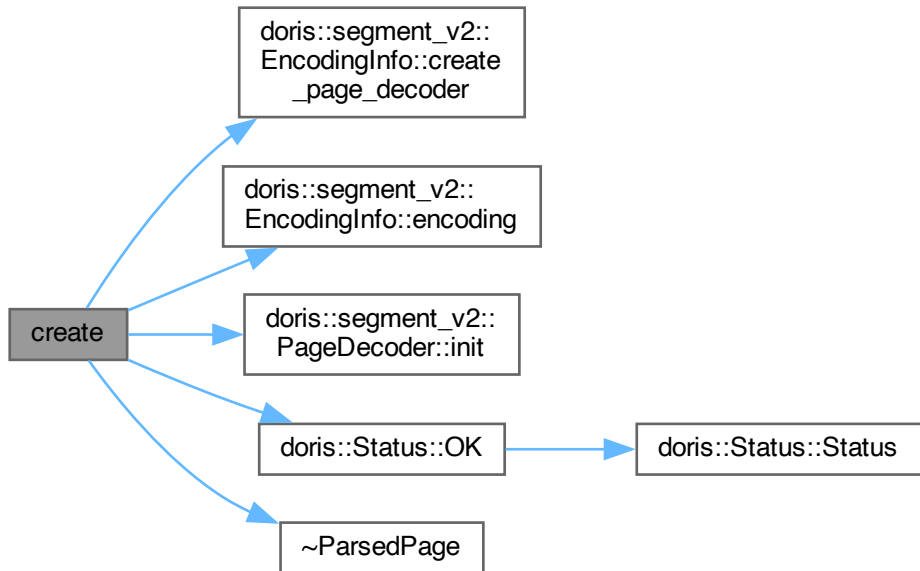 doris::segment_v2::
EncodingInfo::create
_page_decoder
doris::segment_v2::
EncodingInfo::encoding
create
doris::segment_v2::
PageDecoder::init
doris::Status::OK
doris::Status::Status
~ParsedPage